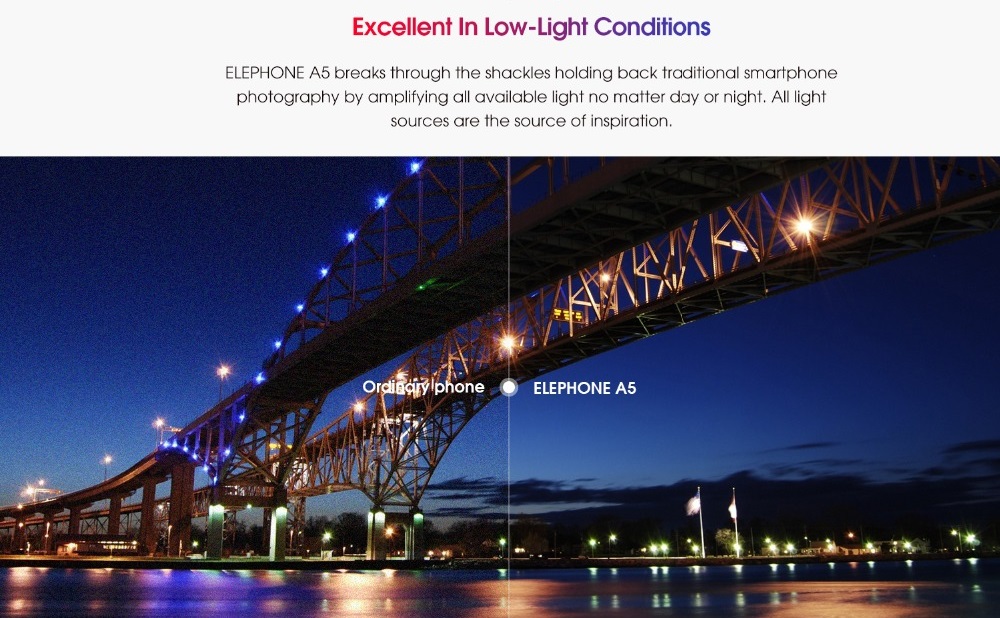 Excellent In Low-Light Conditions
ELEPHONE A5 breaks through the shackles holding back traditional smartphone
photography by amplifying all available light no matter day or night. All light
sources are the source of inspiration.
Ordinary phone
ELEPHONE A5